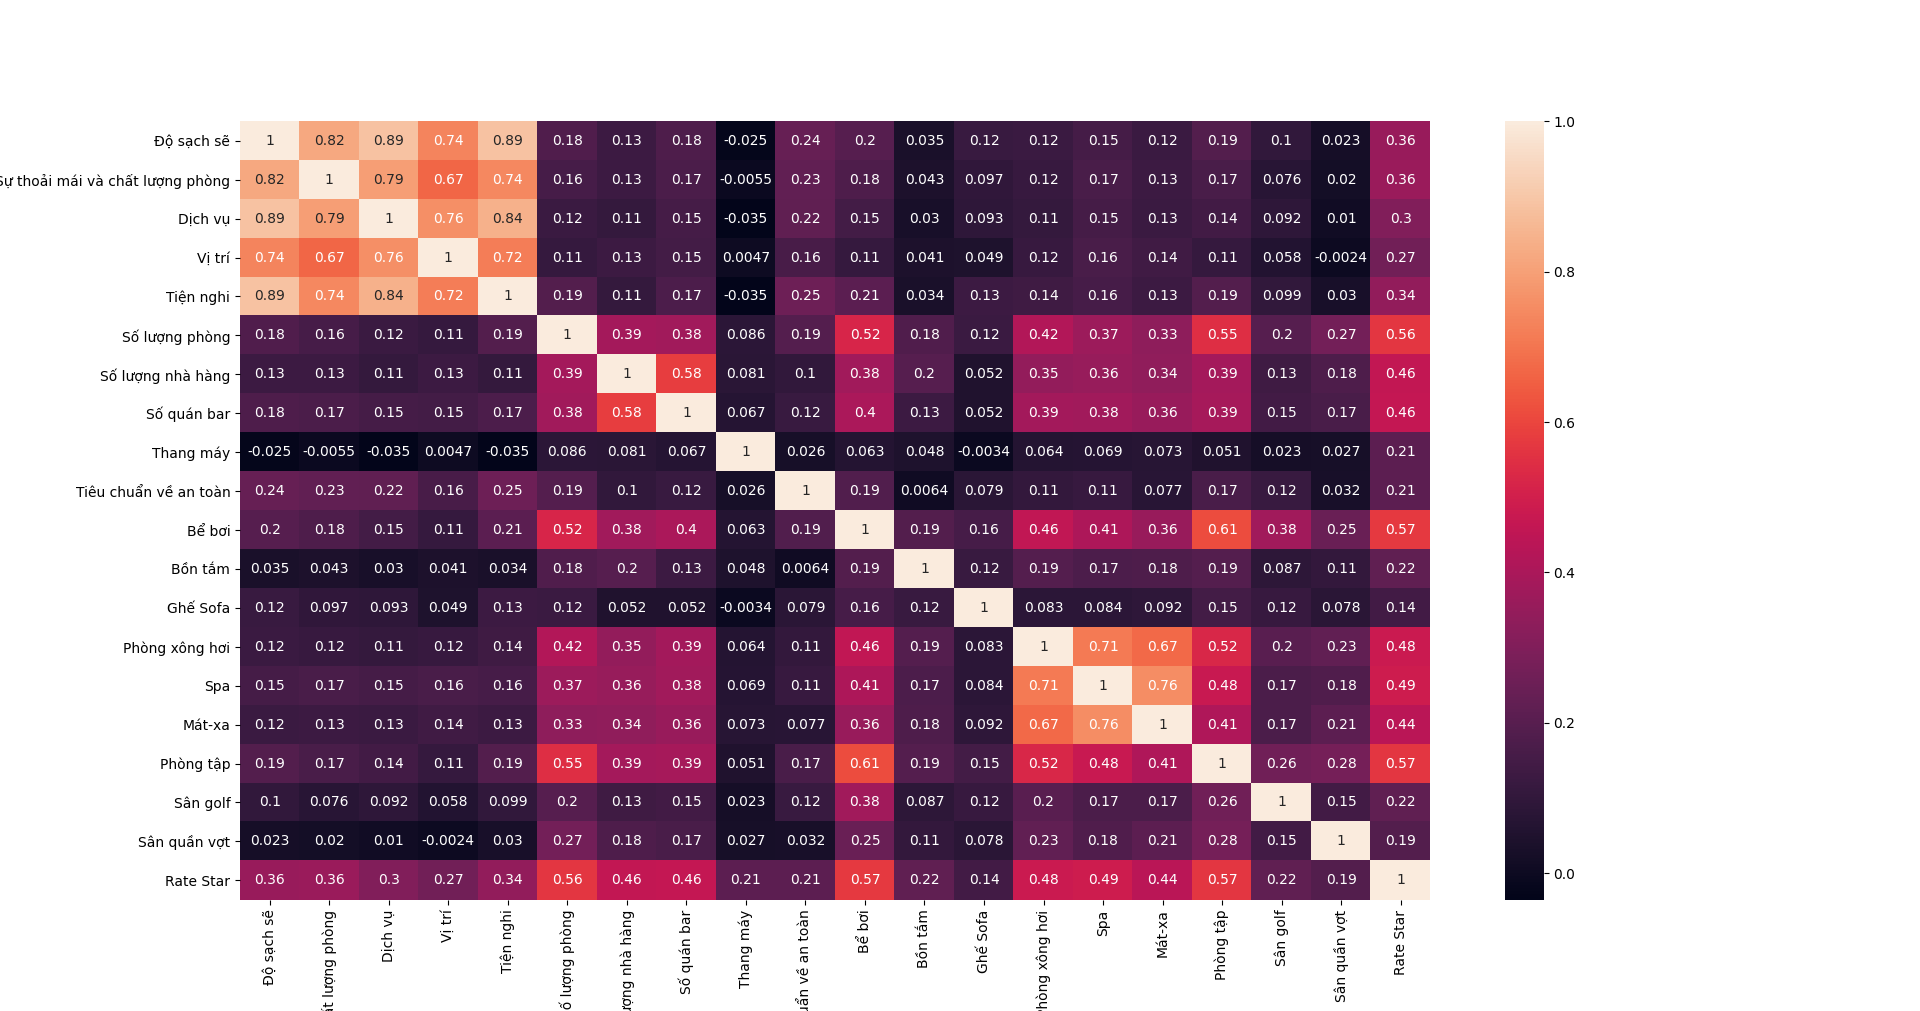 Độ sạch sẽ 1 0.82 0.89 0.74 0.89 0.18 0.13 0.18 -0.025 0.24 0.2 0.035 0.12 0.12 0.15 0.12 0.19 0.1 0.023 0.36
Sự thoải mái và chất lượng phòng 0.82 1 0.79 0.67 0.74 0.16 0.13 0.17 -0.0055 0.23 0.18 0.043 0.097 0.12 0.17 0.13 0.17 0.076 0.02 0.36
Dịch vụ 0.89 0.79 1 0.76 0.84 0.12 0.11 0.15 -0.035 0.22 0.15 0.03 0.093 0.11 0.15 0.13 0.14 0.092 0.01 0.3
Vị trí 0.74 0.67 0.76 1 0.72 0.11 0.13 0.15 0.0047 0.16 0.11 0.041 0.049 0.12 0.16 0.14 0.11 0.058 -0.0024 0.27
Tiện nghi 0.89 0.74 0.84 0.72 1 0.19 0.11 0.17 -0.035 0.25 0.21 0.034 0.13 0.14 0.16 0.13 0.19 0.099 0.03 0.34
Số lượng phòng 0.18 0.16 0.12 0.11 0.19 1 0.39 0.38 0.086 0.19 0.52 0.18 0.12 0.42 0.37 0.33 0.55 0.2 0.27 0.56
Số lượng nhà hàng 0.13 0.13 0.11 0.13 0.11 0.39 1 0.58 0.081 0.1 0.38 0.2 0.052 0.35 0.36 0.34 0.39 0.13 0.18 0.46
Số quán bar 0.18 0.17 0.15 0.15 0.17 0.38 0.58 1 0.067 0.12 0.4 0.13 0.052 0.39 0.38 0.36 0.39 0.15 0.17 0.46
Thang máy -0.025 -0.0055 -0.035 0.0047 -0.035 0.086 0.081 0.067 1 0.026 0.063 0.048 -0.0034 0.064 0.069 0.073 0.051 0.023 0.027 0.21
Tiêu chuẩn về an toàn 0.24 0.23 0.22 0.16 0.25 0.19 0.1 0.12 0.026 1 0.19 0.0064 0.079 0.11 0.11 0.077 0.17 0.12 0.032 0.21
Bể bơi 0.2 0.18 0.15 0.11 0.21 0.52 0.38 0.4 0.063 0.19 1 0.19 0.16 0.46 0.41 0.36 0.61 0.38 0.25 0.57
Bồn tắm 0.035 0.043 0.03 0.041 0.034 0.18 0.2 0.13 0.048 0.0064 0.19 1 0.12 0.19 0.17 0.18 0.19 0.087 0.11 0.22
Ghế Sofa 0.12 0.097 0.093 0.049 0.13 0.12 0.052 0.052 -0.0034 0.079 0.16 0.12 1 0.083 0.084 0.092 0.15 0.12 0.078 0.14
Phòng xông hơi 0.12 0.12 0.11 0.12 0.14 0.42 0.35 0.39 0.064 0.11 0.46 0.19 0.083 1 0.71 0.67 0.52 0.2 0.23 0.48
Spa 0.15 0.17 0.15 0.16 0.16 0.37 0.36 0.38 0.069 0.11 0.41 0.17 0.084 0.71 1 0.76 0.48 0.17 0.18 0.49
Mát-xa 0.12 0.13 0.13 0.14 0.13 0.33 0.34 0.36 0.073 0.077 0.36 0.18 0.092 0.67 0.76 1 0.41 0.17 0.21 0.44
Phòng tập 0.19 0.17 0.14 0.11 0.19 0.55 0.39 0.39 0.051 0.17 0.61 0.19 0.15 0.52 0.48 0.41 1 0.26 0.28 0.57
Sân golf 0.1 0.076 0.092 0.058 0.099 0.2 0.13 0.15 0.023 0.12 0.38 0.087 0.12 0.2 0.17 0.17 0.26 1 0.15 0.22
Sân quần vợt 0.023 0.02 0.01 -0.0024 0.03 0.27 0.18 0.17 0.027 0.032 0.25 0.11 0.078 0.23 0.18 0.21 0.28 0.15 1 0.19
Rate Star 0.36 0.36 0.3 0.27 0.34 0.56 0.46 0.46 0.21 0.21 0.57 0.22 0.14 0.48 0.49 0.44 0.57 0.22 0.19 1
Độ sạch sẽ
lượng phòng
Dịch vụ
Vị trí
Tiện nghi
lượng phòng
nhà hàng
Số quán bar
Thang máy
về an toàn
Bể bơi
Bồn tắm
Ghế Sofa
Phòng xông hơi
Spa
Mát-xa
Phòng tập
Sân golf
Sân quần vợt
Rate Star
1.0
0.8
0.6
0.4
0.2
0.0